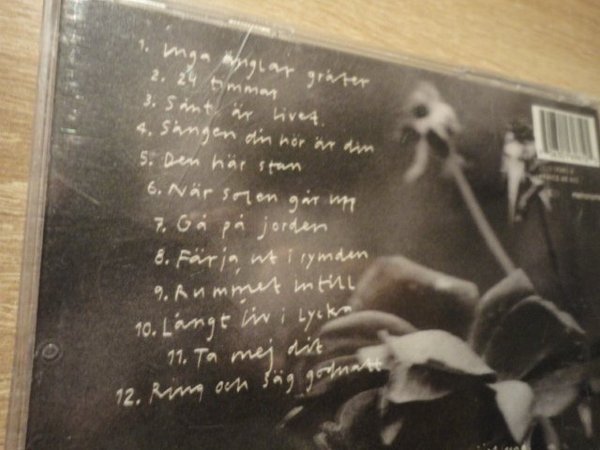 1. Inga änglar gråter
2. 24 timmar
3. Sånt är livet
4. Sången du hör är din
5. Den här stan
6. När solen går upp
7. Gå på jorden
8. Färja ut i rymden
9. Rummet intill
10. Långt liv i lycka
11. Ta mej dit
12. Ring och säg godnatt